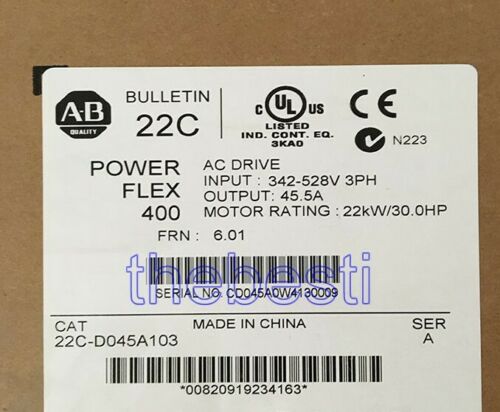 A-B
QUALITY
BULLETIN
22C
c UL US
LISTED
IND. CONT. EQ.
3KA0
CE
N223
POWER
FLEX
400
AC DRIVE
INPUT : 342-528V 3PH
OUTPUT: 45.5A
MOTOR RATING : 22kW/30.0HP
FRN : 6.01
thebesti
SERIAL NO: CD045A0W4130009
CAT
22C-D045A103
MADE IN CHINA
SER
A
*00820919234163*